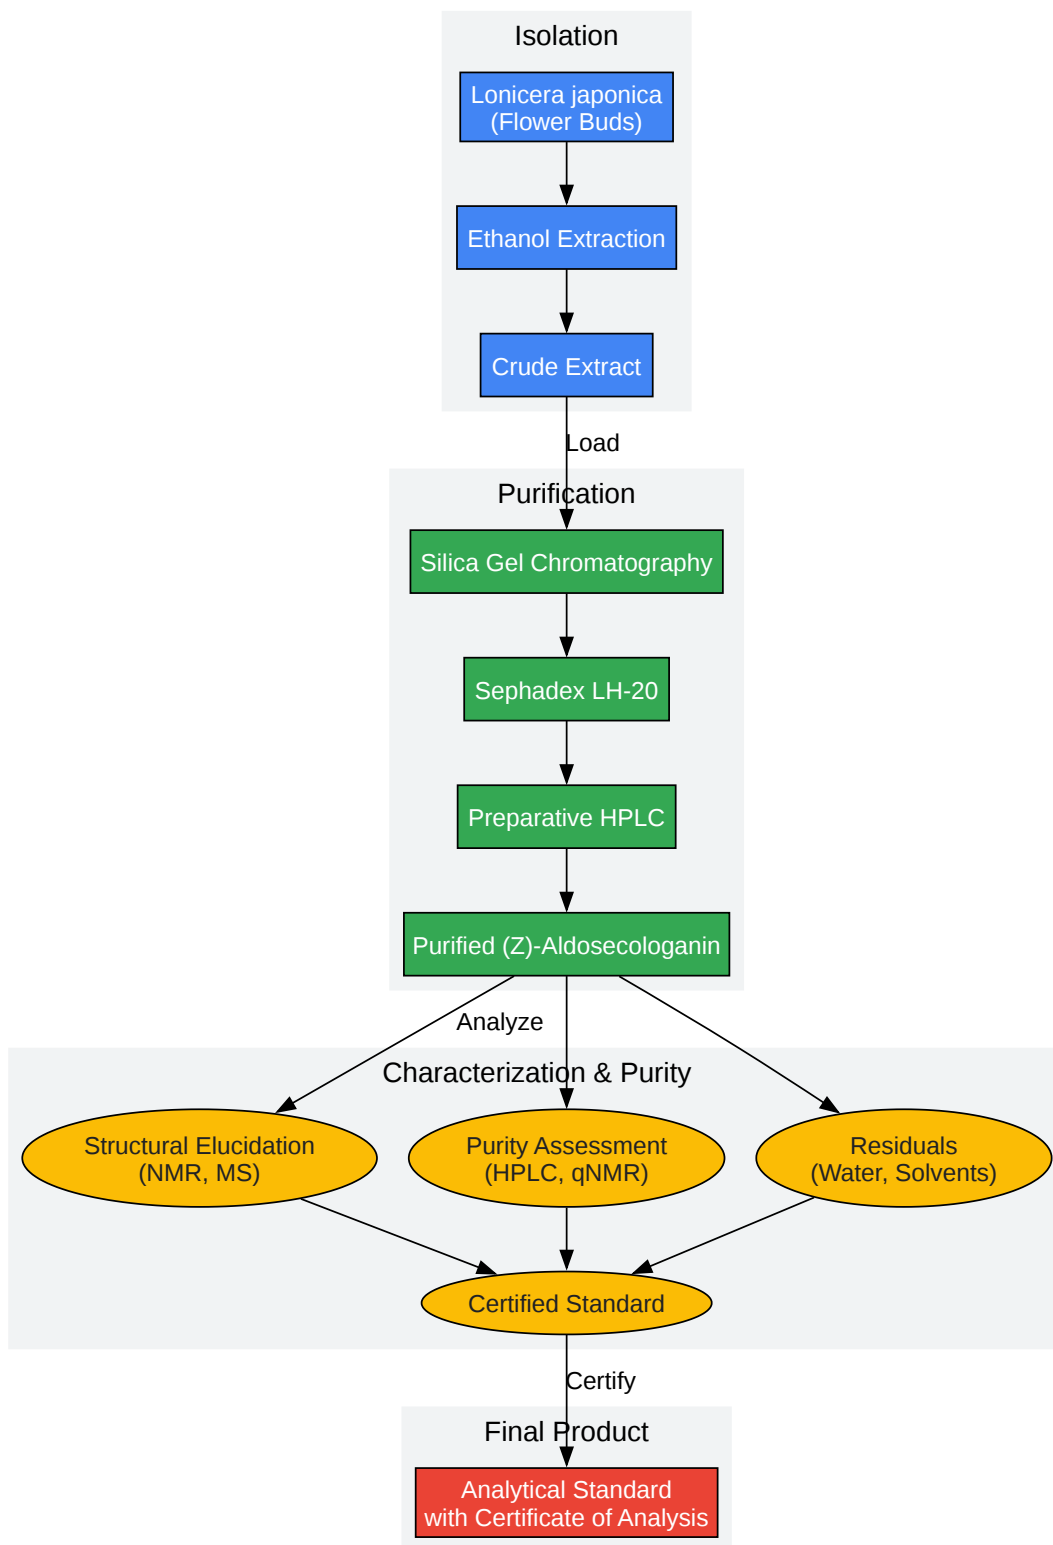 Isolation
Lonicera japonica
(Flower Buds)
Ethanol Extraction
Crude Extract
Load
Purification
Silica Gel Chromatography
Sephadex LH-20
Preparative HPLC
Purified (Z)-Aldosecologanin
Analyze
Characterization & Purity
Structural Elucidation
(NMR, MS)
Purity Assessment
(HPLC, qNMR)
Residuals
(Water, Solvents)
Certified Standard
Certify
Final Product
Analytical Standard
with Certificate of Analysis